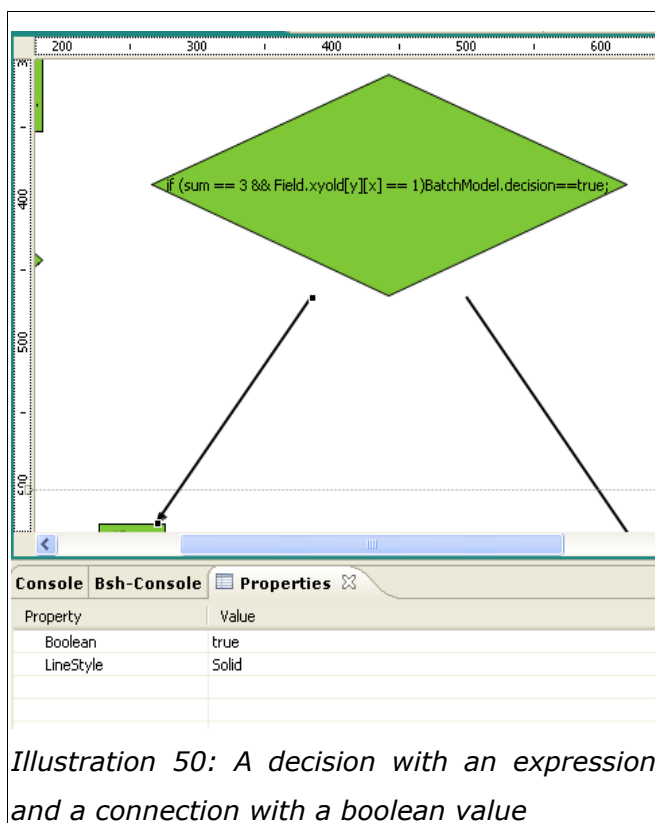 200 300 400 500 600
400
if (sum == 3 && Field.xyold[y][x] == 1)BatchModel.decision==true;
500
Console Bsh-Console Properties
Property Value
Boolean true
LineStyle Solid
Illustration 50: A decision with an expression
and a connection with a boolean value